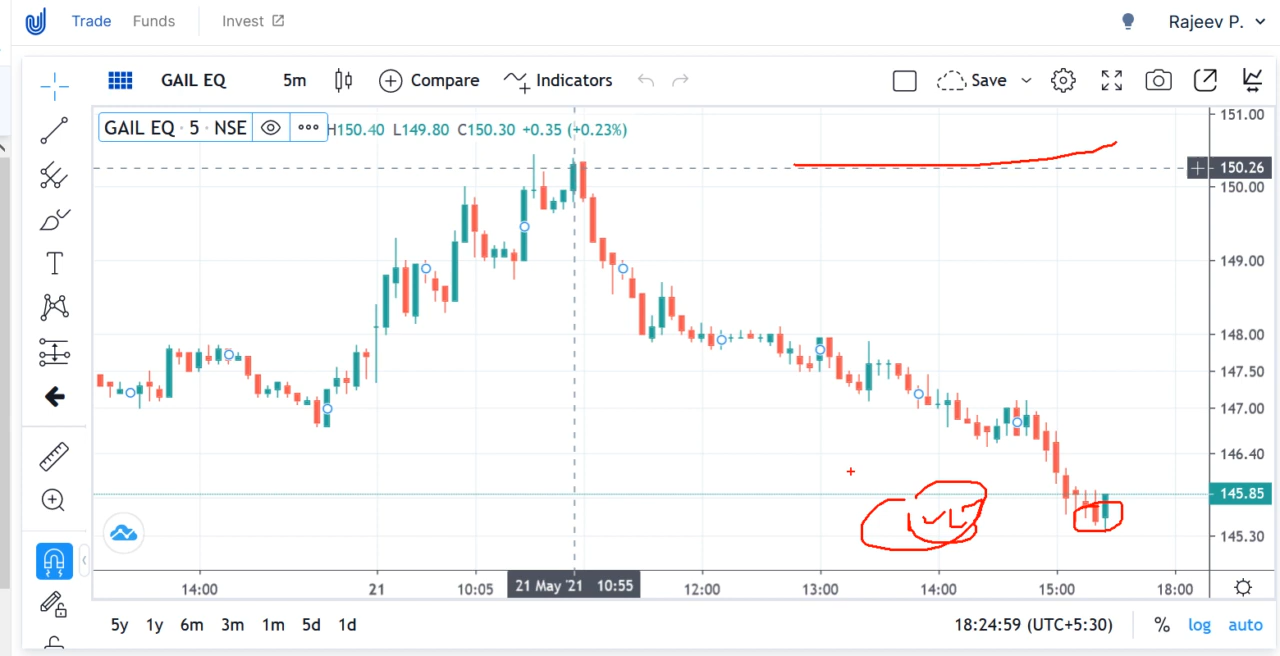 Trade Funds Invest Rajeev P.
GAIL EQ 5m Compare Indicators Save
GAIL EQ · 5 · NSE H150.40 L149.80 C150.30 +0.35 (+0.23%)
151.00
150.26
150.00
149.00
148.00
147.50
147.00
146.40
145.85
145.30
14:00 21 10:05 21 May '21 10:55 12:00 13:00 14:00 15:00 18:00
5y 1y 6m 3m 1m 5d 1d 18:24:59 (UTC+5:30) % log auto